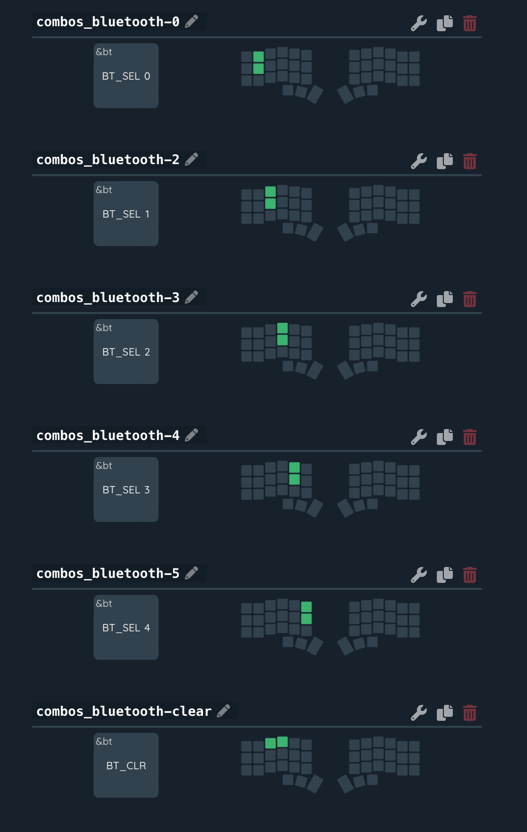 combos_bluetooth-0
&bt
BT_SEL 0
combos_bluetooth-2
&bt
BT_SEL 1
combos_bluetooth-3
&bt
BT_SEL 2
combos_bluetooth-4
&bt
BT_SEL 3
combos_bluetooth-5
&bt
BT_SEL 4
combos_bluetooth-clear
&bt
BT_CLR